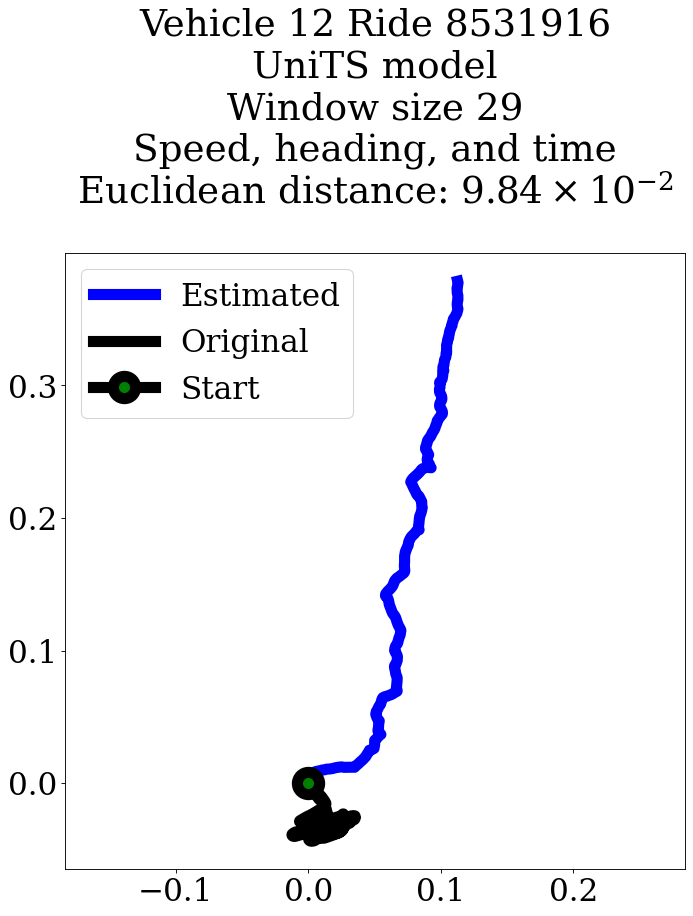 Vehicle 12 Ride 8531916
UniTS model
Window size 29
Speed, heading, and time
Euclidean distance: 9.84 × 10⁻²
Estimated
Original
Start
0.3
0.2
0.1
0.0
−0.1 0.0 0.1 0.2